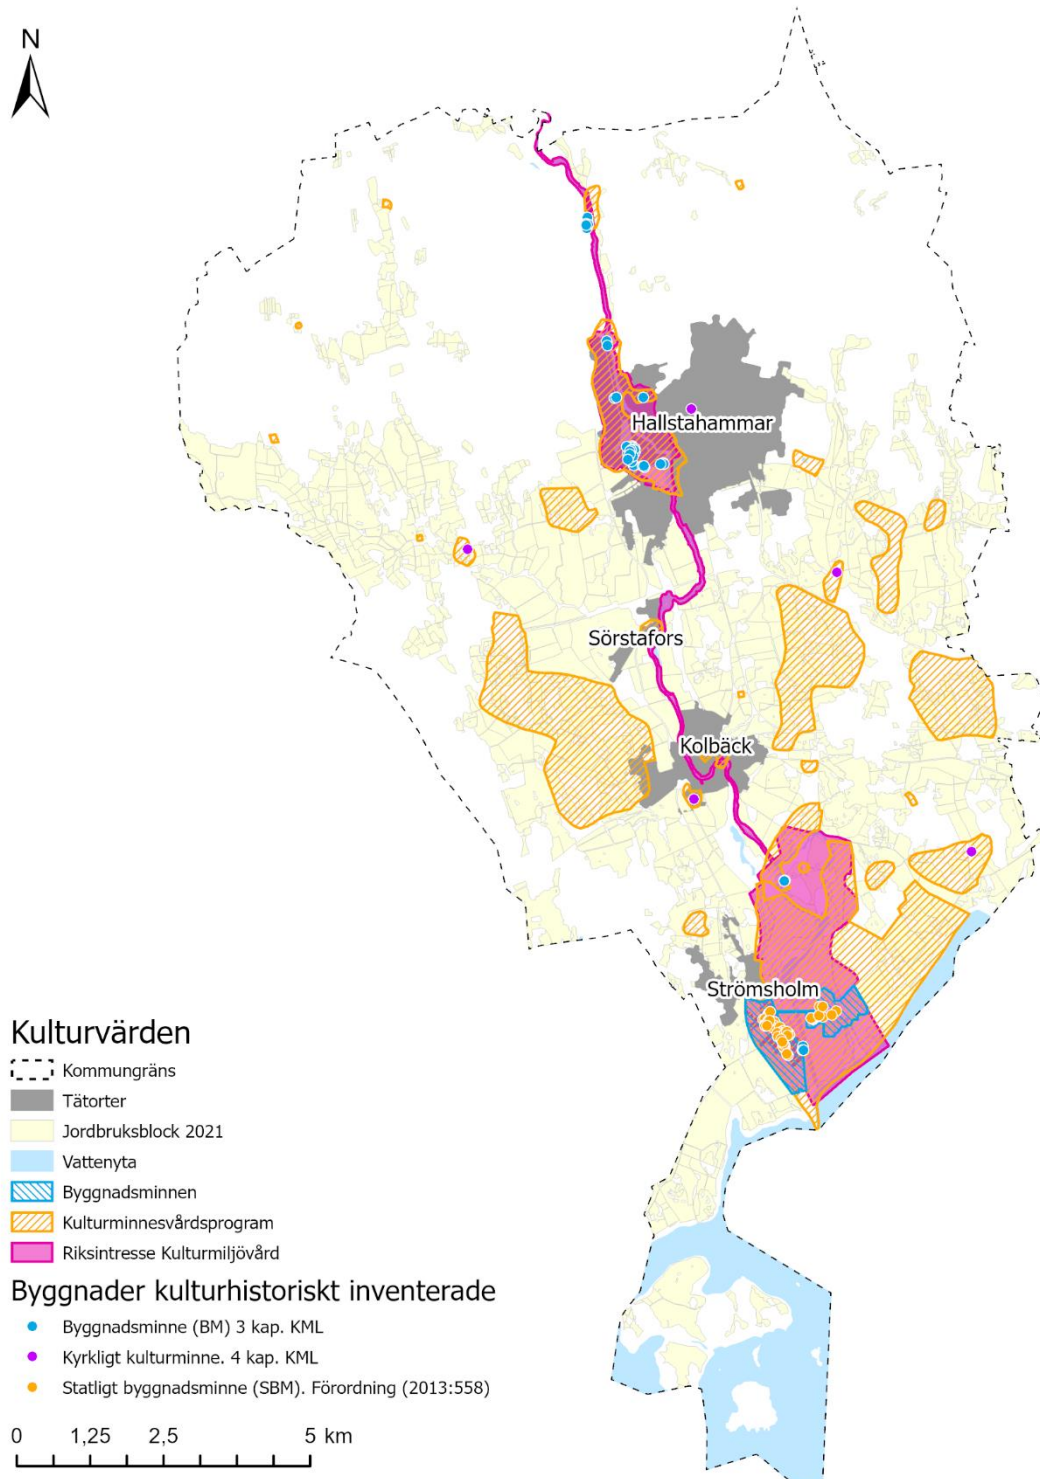 N
Hallstahammar
Sörstafors
Kolbäck
Strömsholm
Kulturvärden
Kommungräns
Tätorter
Jordbruksblock 2021
Vattenyta
Byggnadsminnen
Kulturminnesvårdsprogram
Riksintresse Kulturmiljövård
Byggnader kulturhistoriskt inventerade
Byggnadsminne (BM) 3 kap. KML
Kyrkligt kulturminne. 4 kap. KML
Statligt byggnadsminne (SBM). Förordning (2013:558)
0 1,25 2,5 5 km